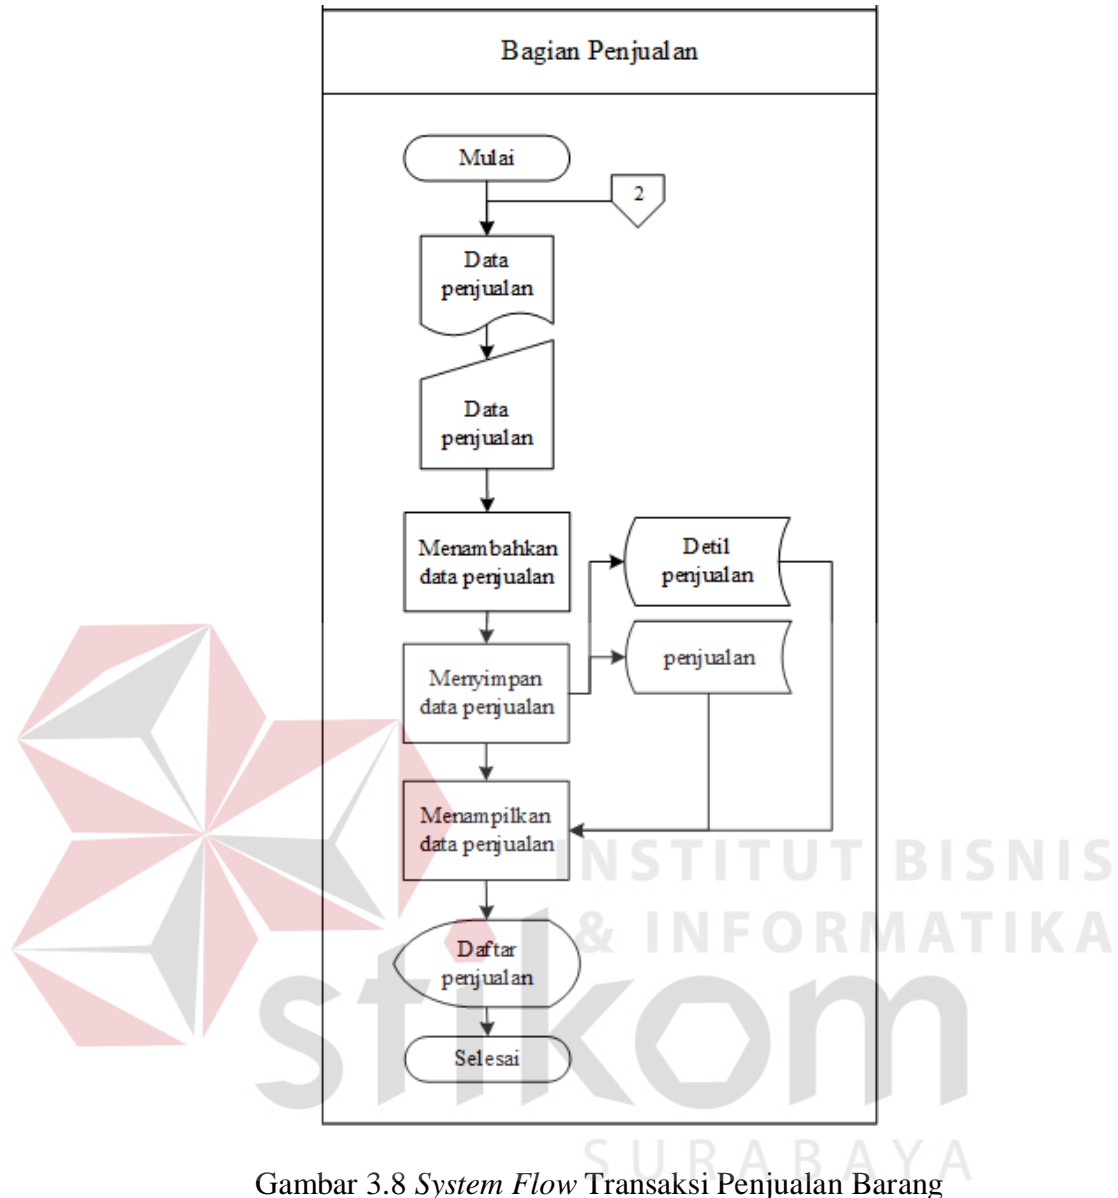 Bagian Penjualan
Mulai
2
Data
penjualan
Data
penjualan
Menambahkan
data penjualan
Detil
penjualan
Menyimpan
data penjualan
penjualan
Menampilkan
data penjualan
Daftar
penjualan
Selesai
INSTITUT BISNIS
& INFORMATIKA
stikom
SURABAYA
Gambar 3.8 System Flow Transaksi Penjualan Barang